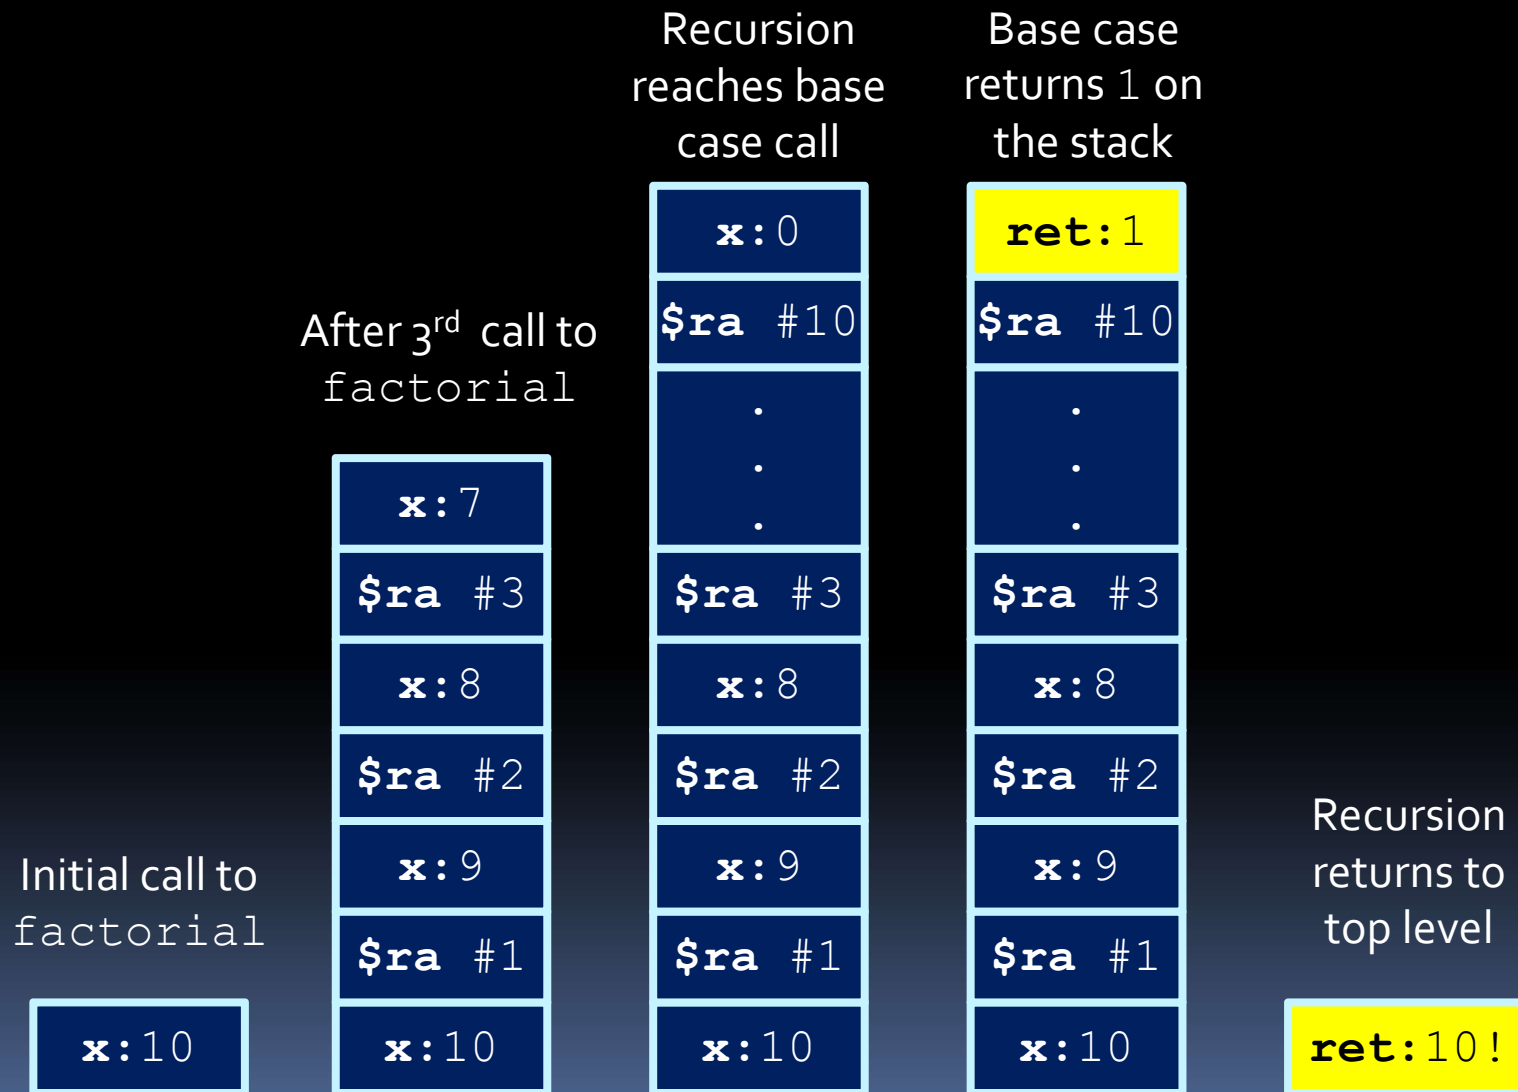 Initial call to
factorial
x:10
After 3rd call to
factorial
x:7
$ra #3
x:8
$ra #2
x:9
$ra #1
x:10
Recursion
reaches base
case call
x:0
$ra #10
.
.
.
$ra #3
x:8
$ra #2
x:9
$ra #1
x:10
Base case
returns 1 on
the stack
ret:1
$ra #10
.
.
.
$ra #3
x:8
$ra #2
x:9
$ra #1
x:10
Recursion
returns to
top level
ret:10!